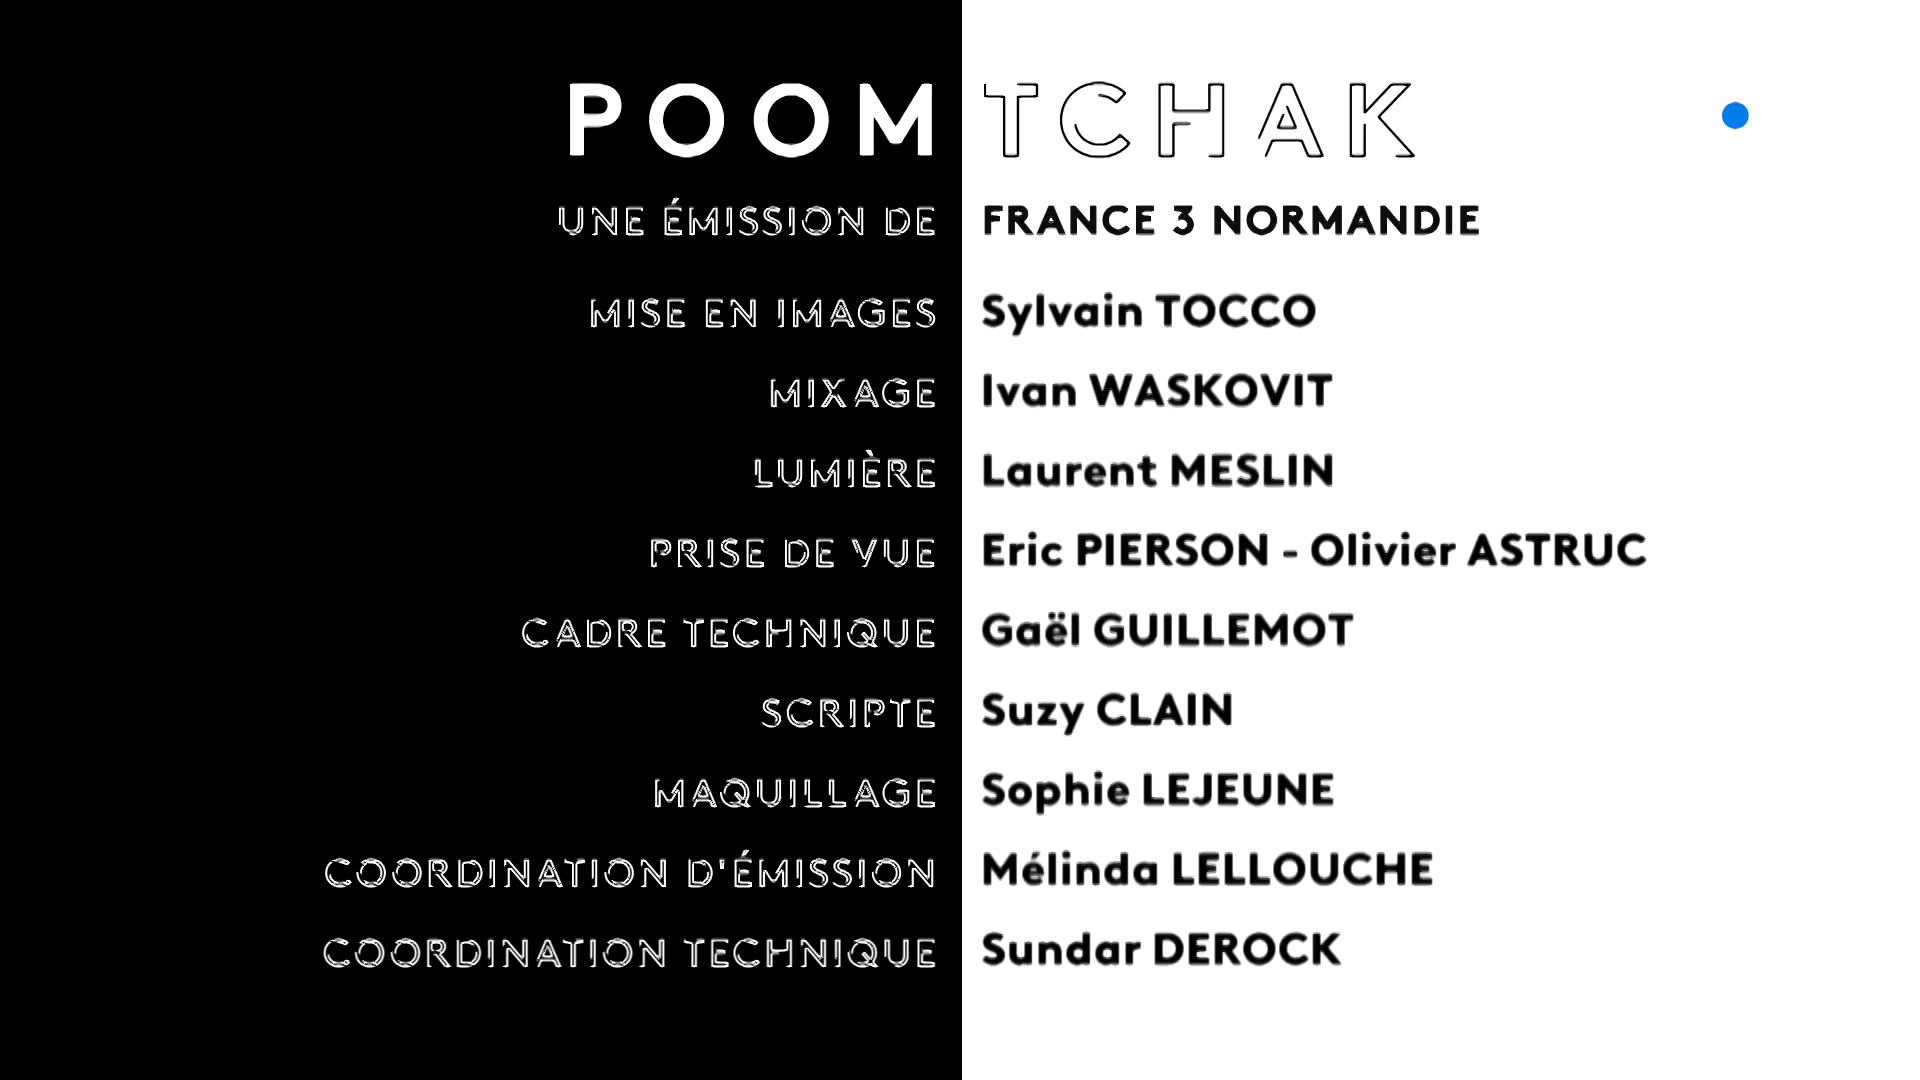 POOM TCHAK
UNE ÉMISSION DE FRANCE 3 NORMANDIE
MISE EN IMAGES Sylvain TOCCO
MIXAGE Ivan WASKOVIT
LUMIÈRE Laurent MESLIN
PRISE DE VUE Eric PIERSON - Olivier ASTRUC
CADRE TECHNIQUE Gaël GUILLEMOT
SCRIPTE Suzy CLAIN
MAQUILLAGE Sophie LEJEUNE
COORDINATION D'ÉMISSION Mélinda LELLOUCHE
COORDINATION TECHNIQUE Sundar DEROCK